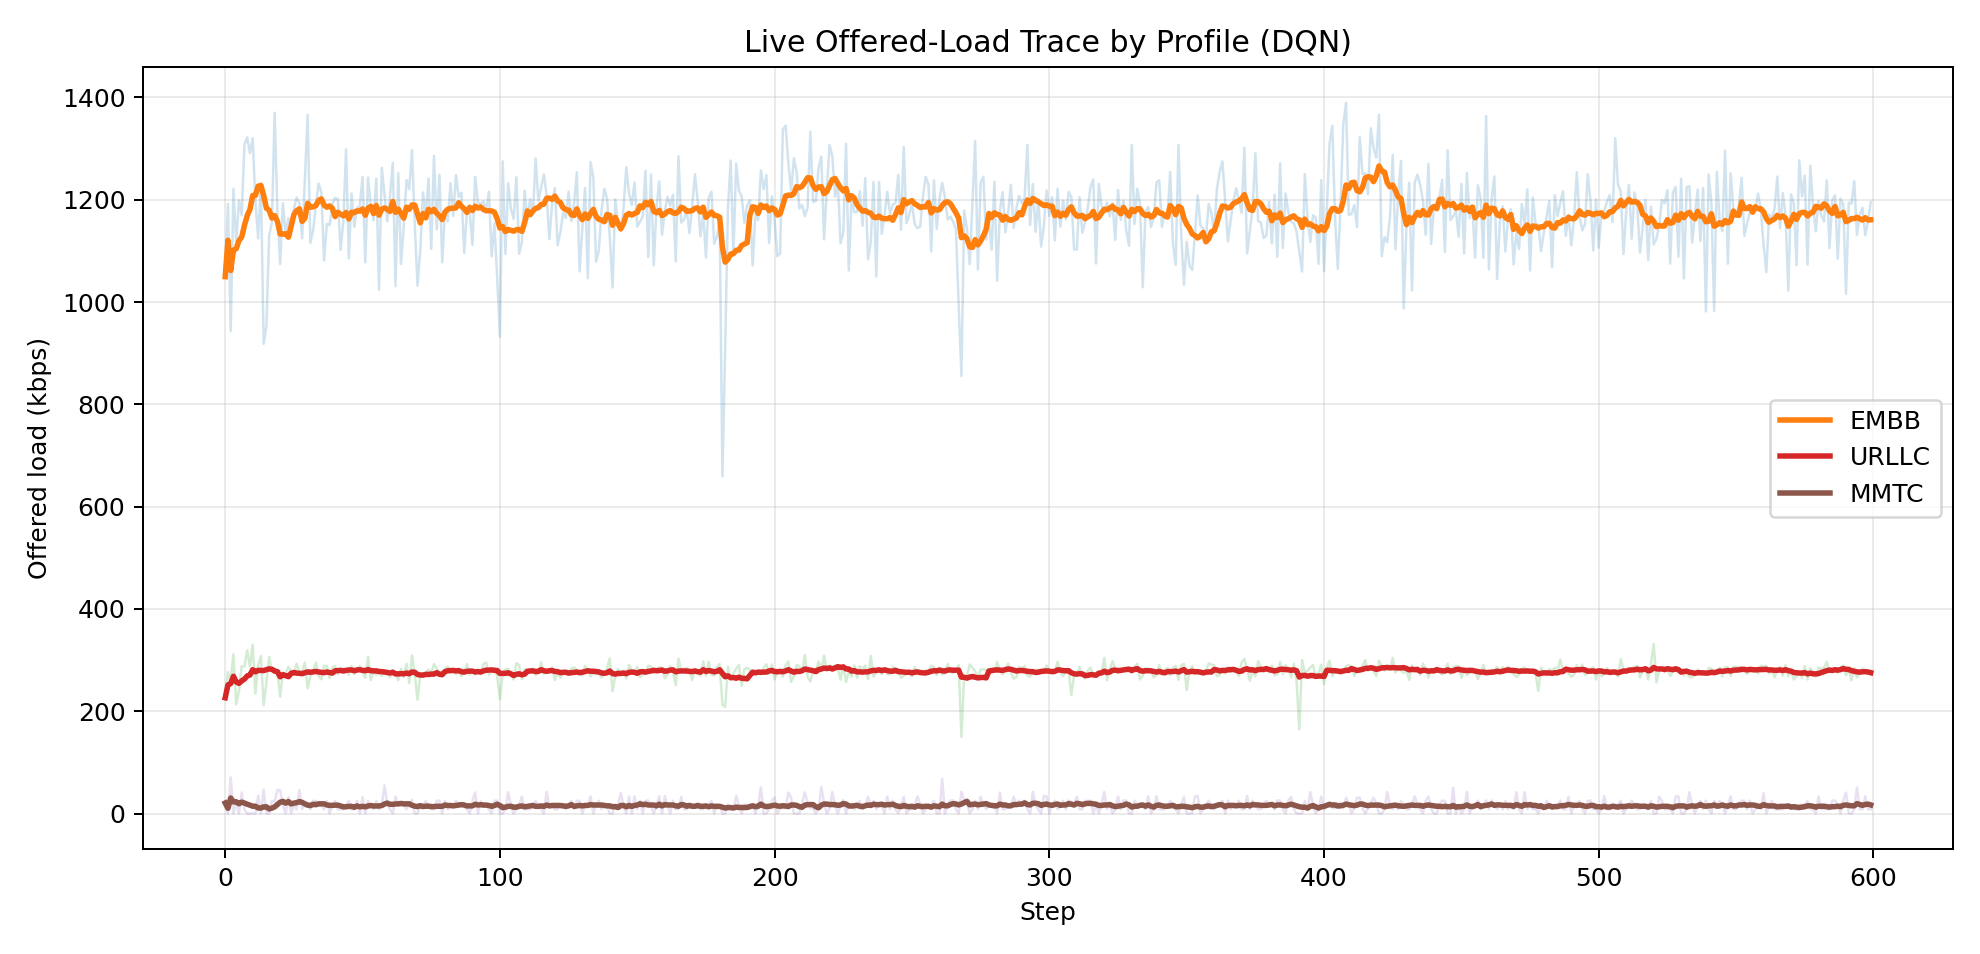 Live Offered-Load Trace by Profile (DQN)
Offered load (kbps)
1400
1200
1000
800
600
400
200
0
EMBB
URLLC
MMTC
0 100 200 300 400 500 600
Step